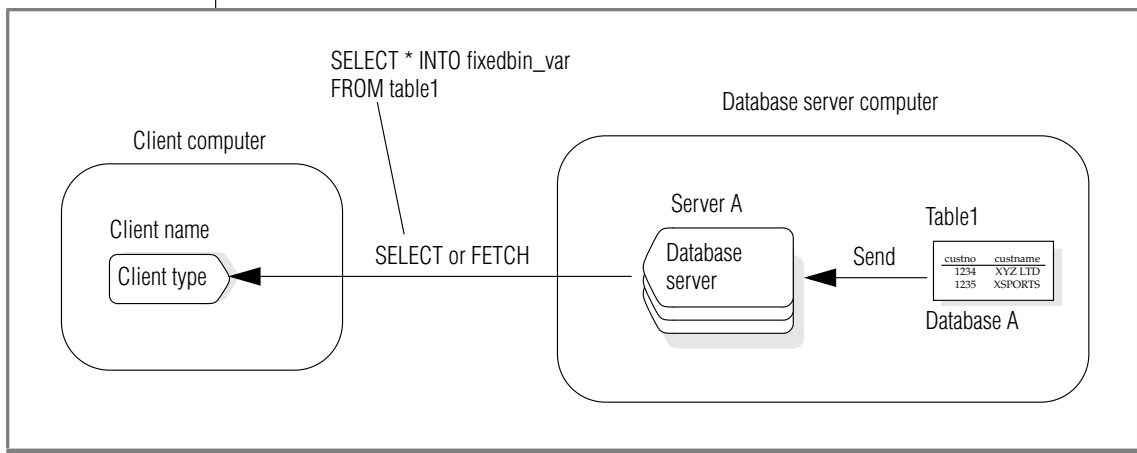 SELECT * INTO fixedbin_var
FROM table1
Database server computer
Client computer
Server A
Table1
Client name
Client type
SELECT or FETCH
Database
server
Send
custno custname
1234 XYZ LTD
1235 XSPORTS
Database A